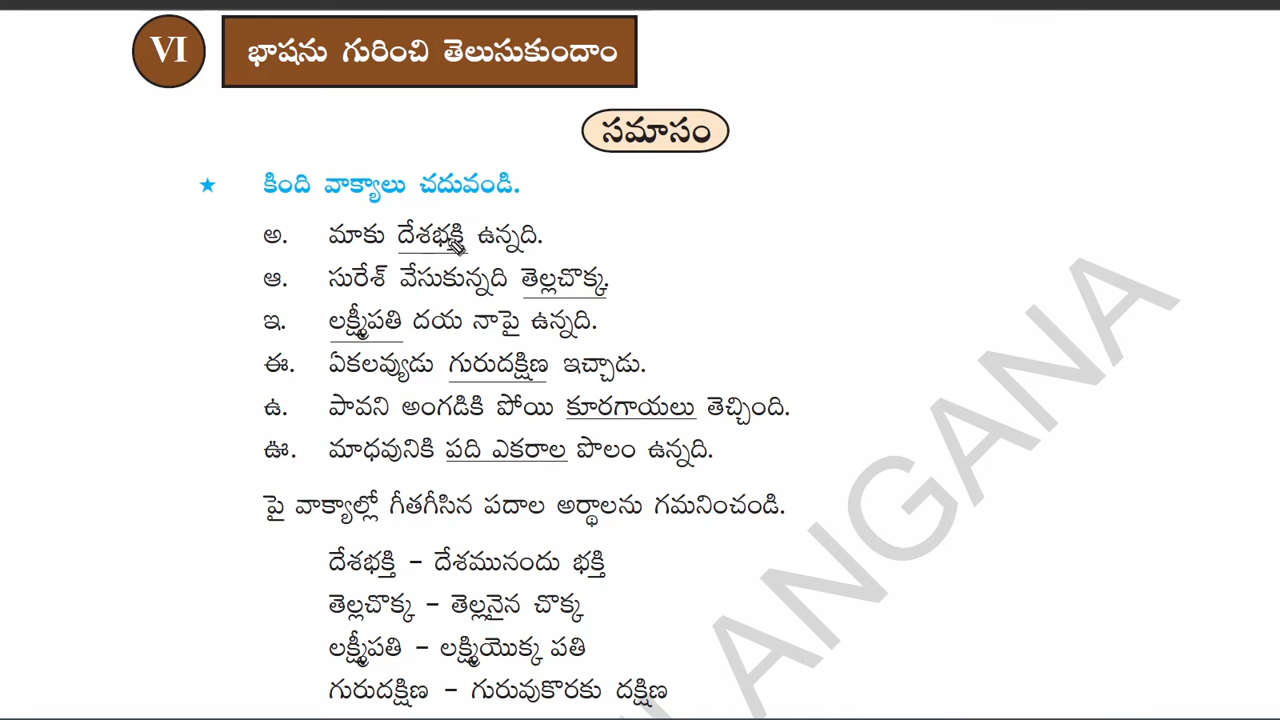 VI భాషను గురించి తెలుసుకుందాం
సమాసం
★ కింది వాక్యాలు చదువండి.
అ. మాకు దేశభక్తి ఉన్నది.
ఆ. సురేశ్ వేసుకున్నది తెల్లచొక్క.
ఇ. లక్ష్మీపతి దయ నాపై ఉన్నది.
ఈ. ఏకలవ్యుడు గురుదక్షిణ ఇచ్చాడు.
ఉ. పావని అంగడికి పోయి కూరగాయలు తెచ్చింది.
ఊ. మాధవునికి పది ఎకరాల పొలం ఉన్నది.
పై వాక్యాల్లో గీతగీసిన పదాల అర్థాలను గమనించండి.
దేశభక్తి – దేశమునందు భక్తి
తెల్లచొక్క – తెల్లనైన చొక్క
లక్ష్మీపతి – లక్ష్మియొక్క పతి
గురుదక్షిణ – గురువుకొరకు దక్షిణ
ANGANA